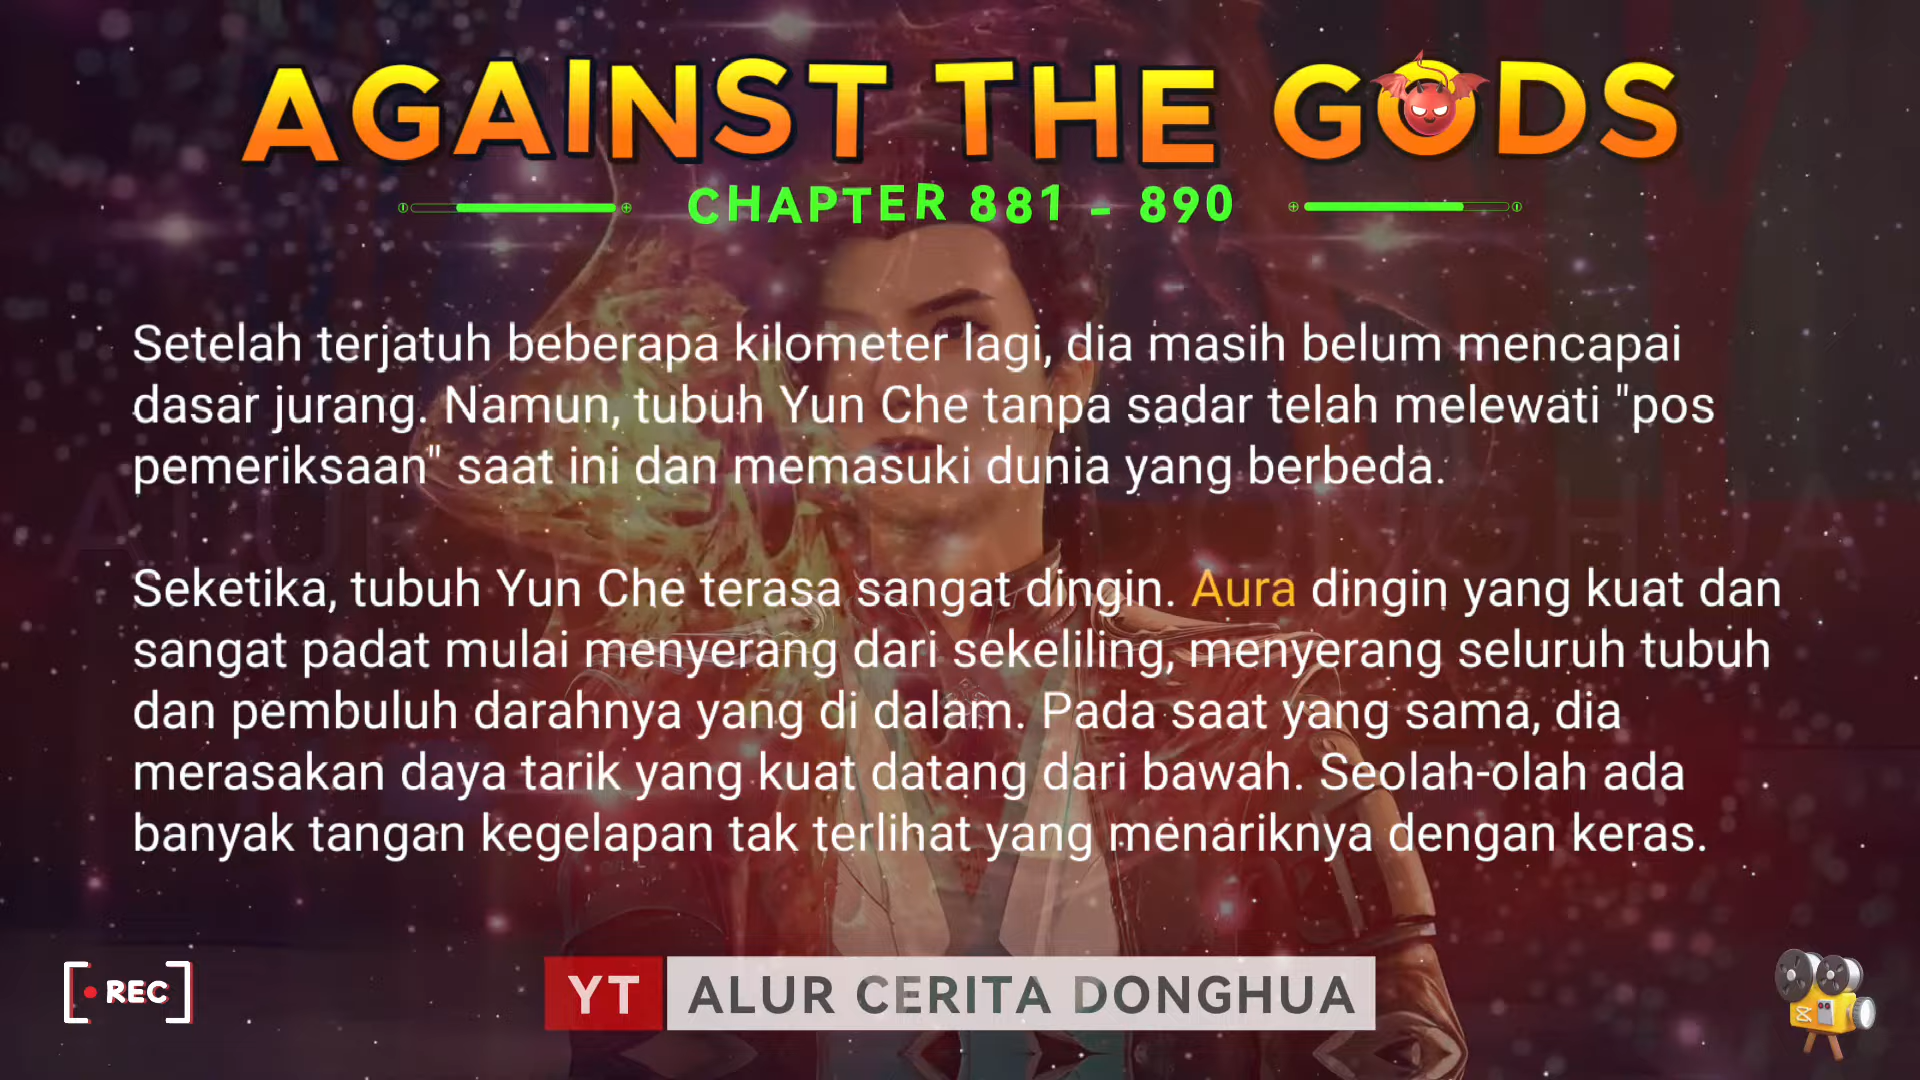 AGAINST THE GODS
CHAPTER 881 - 890
Setelah terjatuh beberapa kilometer lagi, dia masih belum mencapai
dasar jurang. Namun, tubuh Yun Che tanpa sadar telah melewati "pos
pemeriksaan" saat ini dan memasuki dunia yang berbeda.
Seketika, tubuh Yun Che terasa sangat dingin. Aura dingin yang kuat dan
sangat padat mulai menyerang dari sekeliling, menyerang seluruh tubuh
dan pembuluh darahnya yang di dalam. Pada saat yang sama, dia
merasakan daya tarik yang kuat datang dari bawah. Seolah-olah ada
banyak tangan kegelapan tak terlihat yang menariknya dengan keras.
REC
YT ALUR CERITA DONGHUA